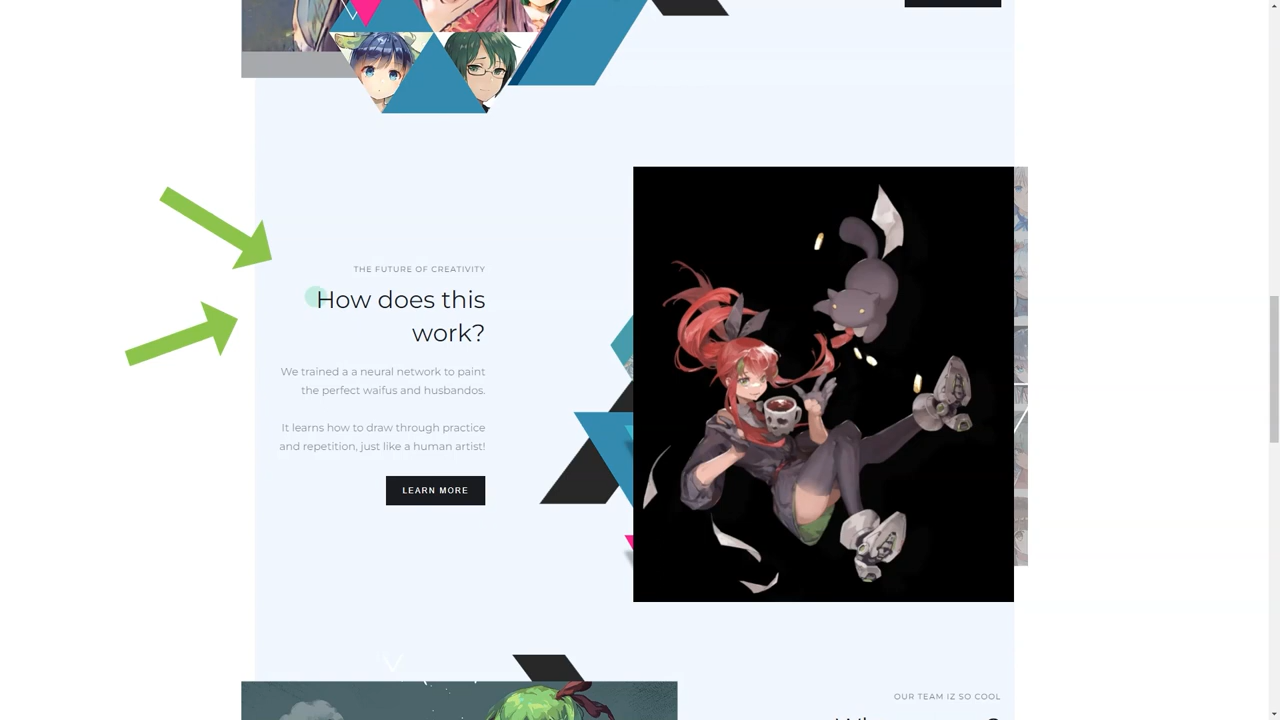 THE FUTURE OF CREATIVITY
How does this
work?
We trained a a neural network to paint
the perfect waifus and husbandos.
It learns how to draw through practice
and repetition, just like a human artist!
LEARN MORE
OUR TEAM IZ SO COOL